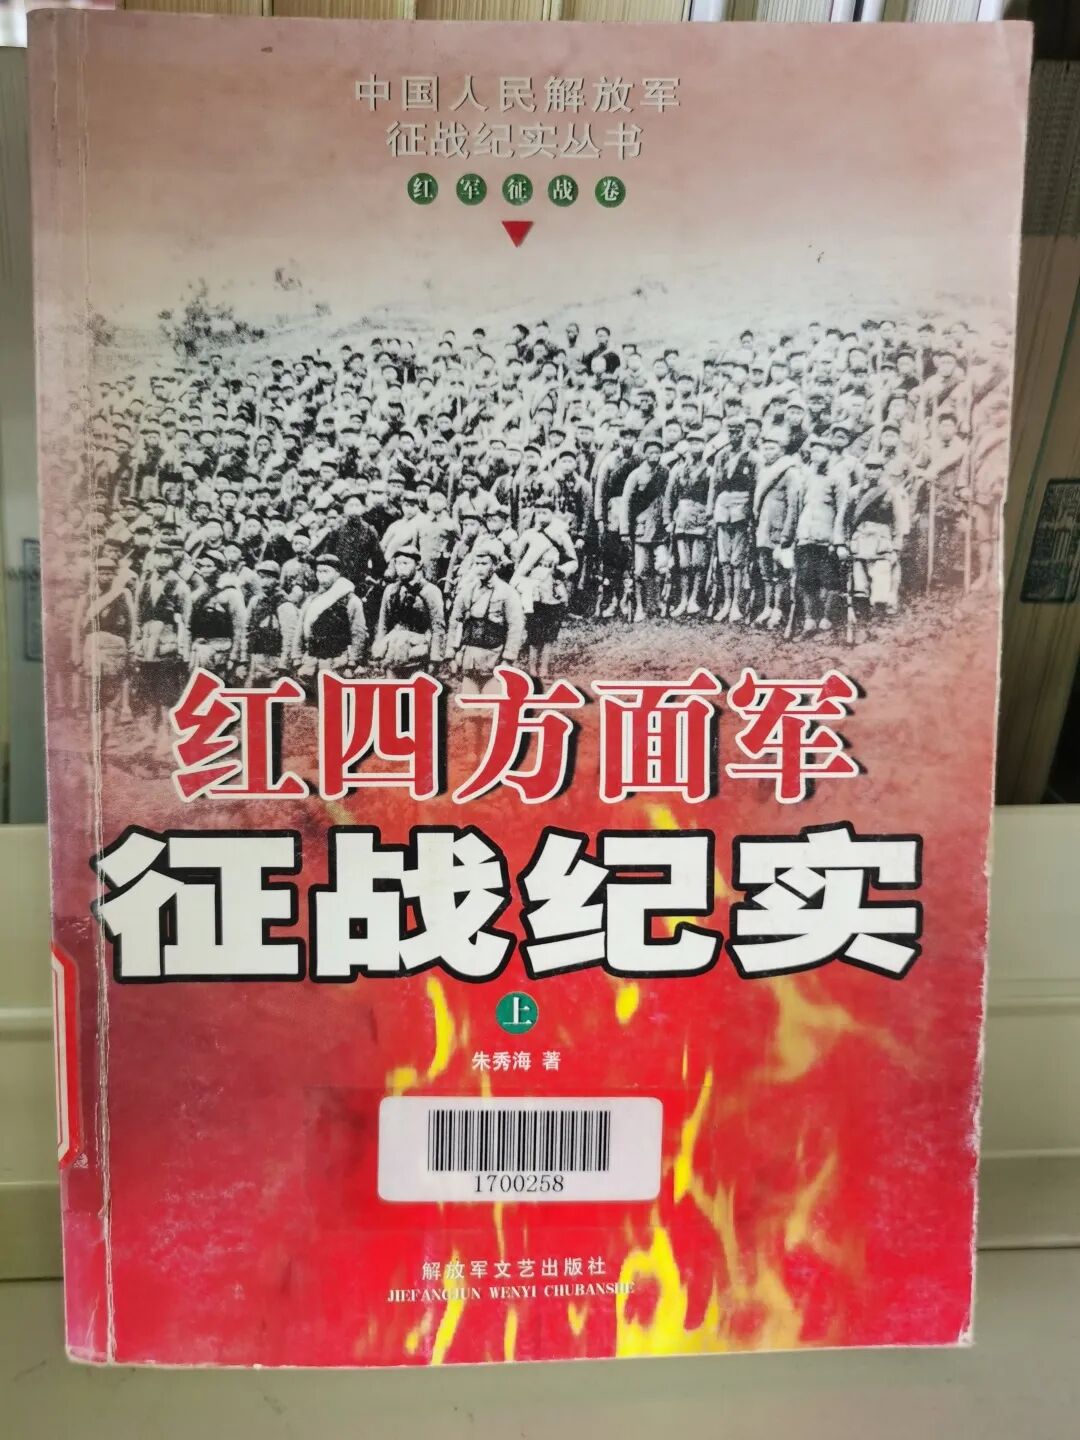 中国人民解放军
征战纪实丛书
红军征战卷
红四方面军
征战纪实
上
朱秀海 著
1700258
解放军文艺出版社
JIEFANGJUN WENYI CHUBANSHE